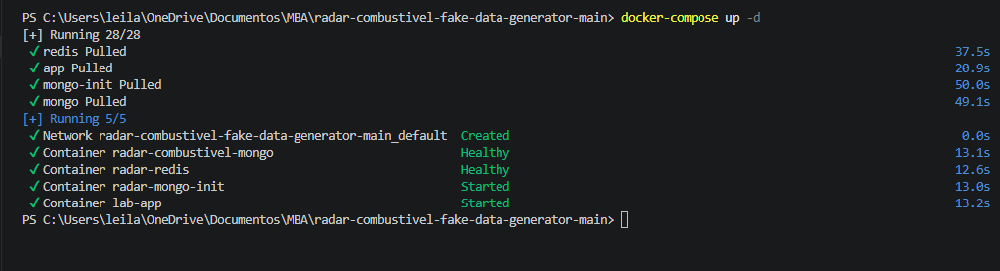 PS C:\Users\leila\OneDrive\Documentos\MBA\radar-combustivel-fake-data-generator-main> docker-compose up -d
[+] Running 28/28
✓ redis Pulled 37.5s
✓ app Pulled 20.9s
✓ mongo-init Pulled 50.0s
✓ mongo Pulled 49.1s
[+] Running 5/5
✓ Network radar-combustivel-fake-data-generator-main_default Created 0.0s
✓ Container radar-combustivel-mongo Healthy 13.1s
✓ Container radar-redis Healthy 12.6s
✓ Container radar-mongo-init Started 13.0s
✓ Container lab-app Started 13.2s
PS C:\Users\leila\OneDrive\Documentos\MBA\radar-combustivel-fake-data-generator-main>